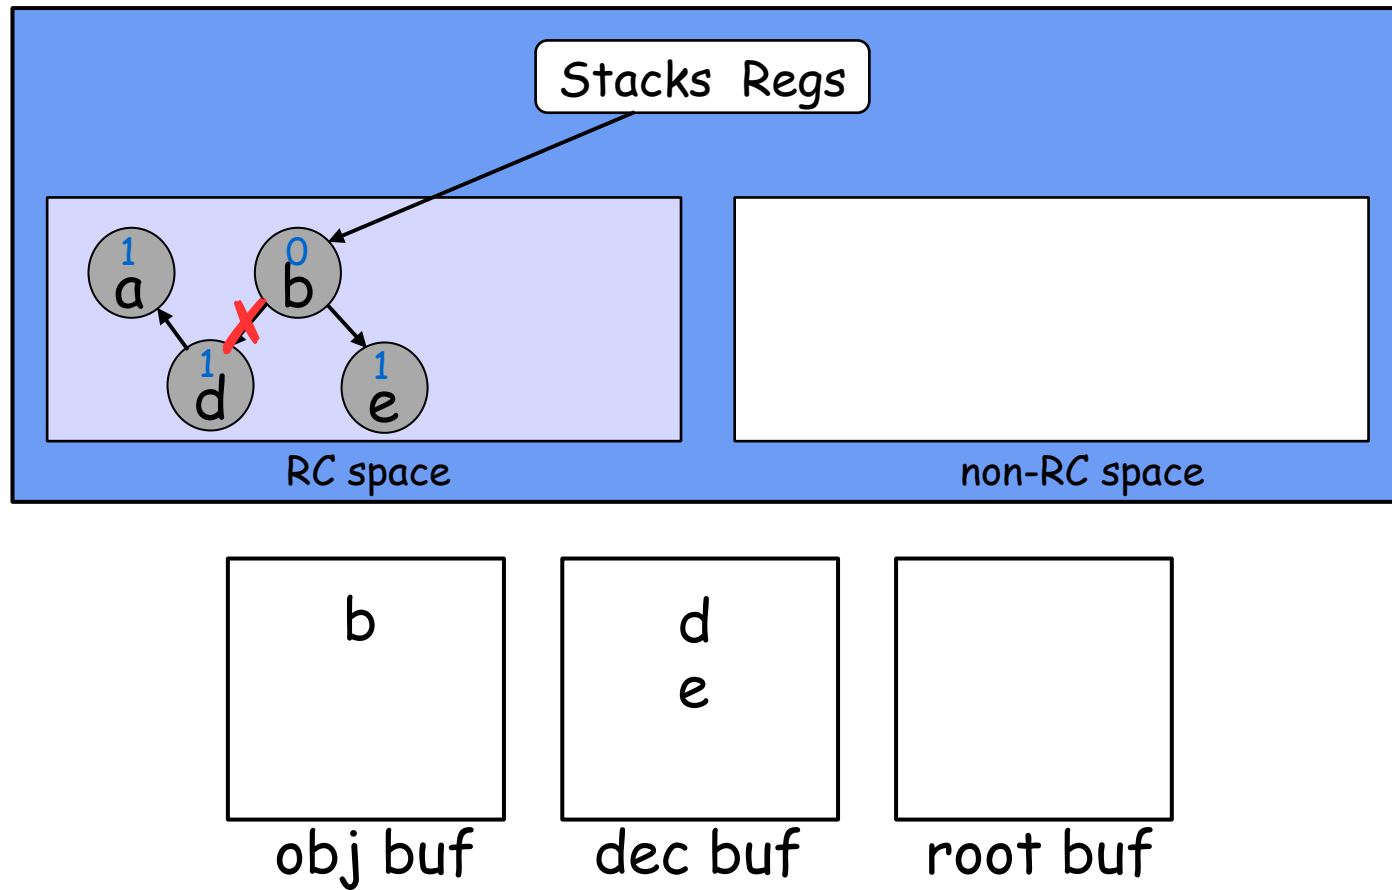 Stacks Regs
1
a
0
b
1
d
1
e
RC space
non-RC space
b
d
e
obj buf
dec buf
root buf